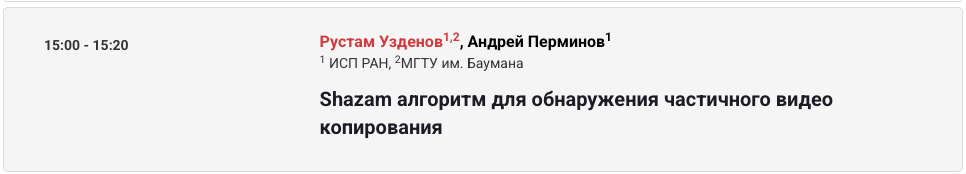 15:00 - 15:20
Рустам Узденов1,2, Андрей Перминов1
1 ИСП РАН, 2МГТУ им. Баумана
Shazam алгоритм для обнаружения частичного видео
копирования